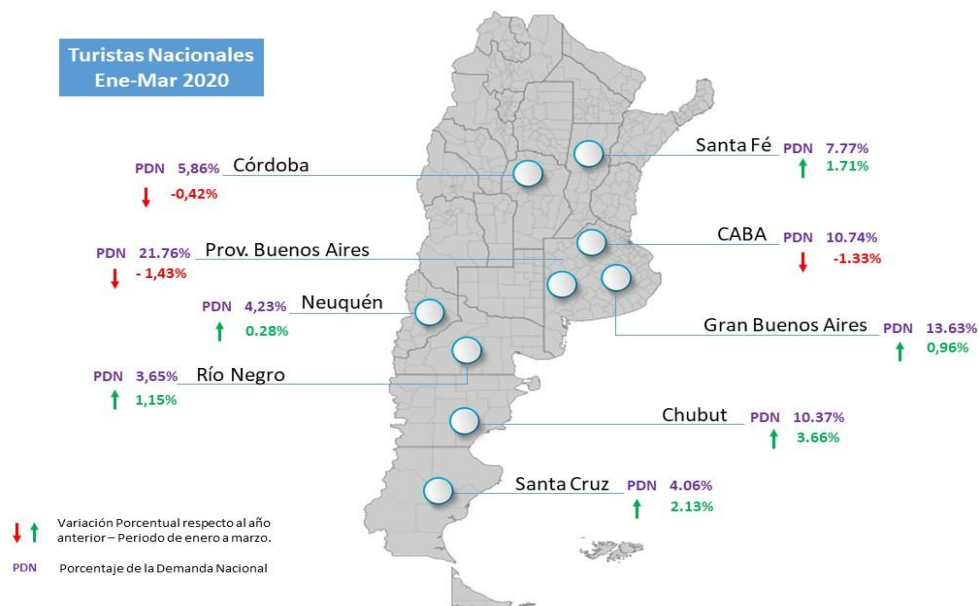 Turistas Nacionales
Ene-Mar 2020
Córdoba
PDN 5,86%
-0,42%
Santa Fé
PDN 7.77%
1.71%
Prov. Buenos Aires
PDN 21.76%
- 1,43%
CABA
PDN 10.74%
-1.33%
Neuquén
PDN 4,23%
0.28%
Gran Buenos Aires
PDN 13.63%
0,96%
Río Negro
PDN 3,65%
1,15%
Chubut
PDN 10.37%
3.66%
Santa Cruz
PDN 4.06%
2.13%
Variación Porcentual respecto al año
anterior – Periodo de enero a marzo.
PDN Porcentaje de la Demanda Nacional